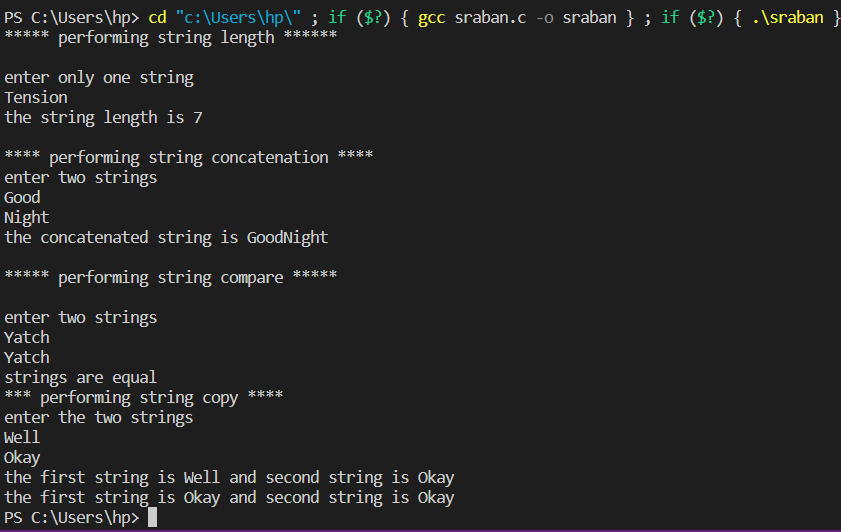 PS C:\Users\hp> cd "c:\Users\hp\" ; if ($?) { gcc sraban.c -o sraban } ; if ($?) { .\sraban }
***** performing string length ******
enter only one string
Tension
the string length is 7
**** performing string concatenation ****
enter two strings
Good
Night
the concatenated string is GoodNight
***** performing string compare *****
enter two strings
Yatch
Yatch
strings are equal
*** performing string copy ****
enter the two strings
Well
Okay
the first string is Well and second string is Okay
the first string is Okay and second string is Okay
PS C:\Users\hp>